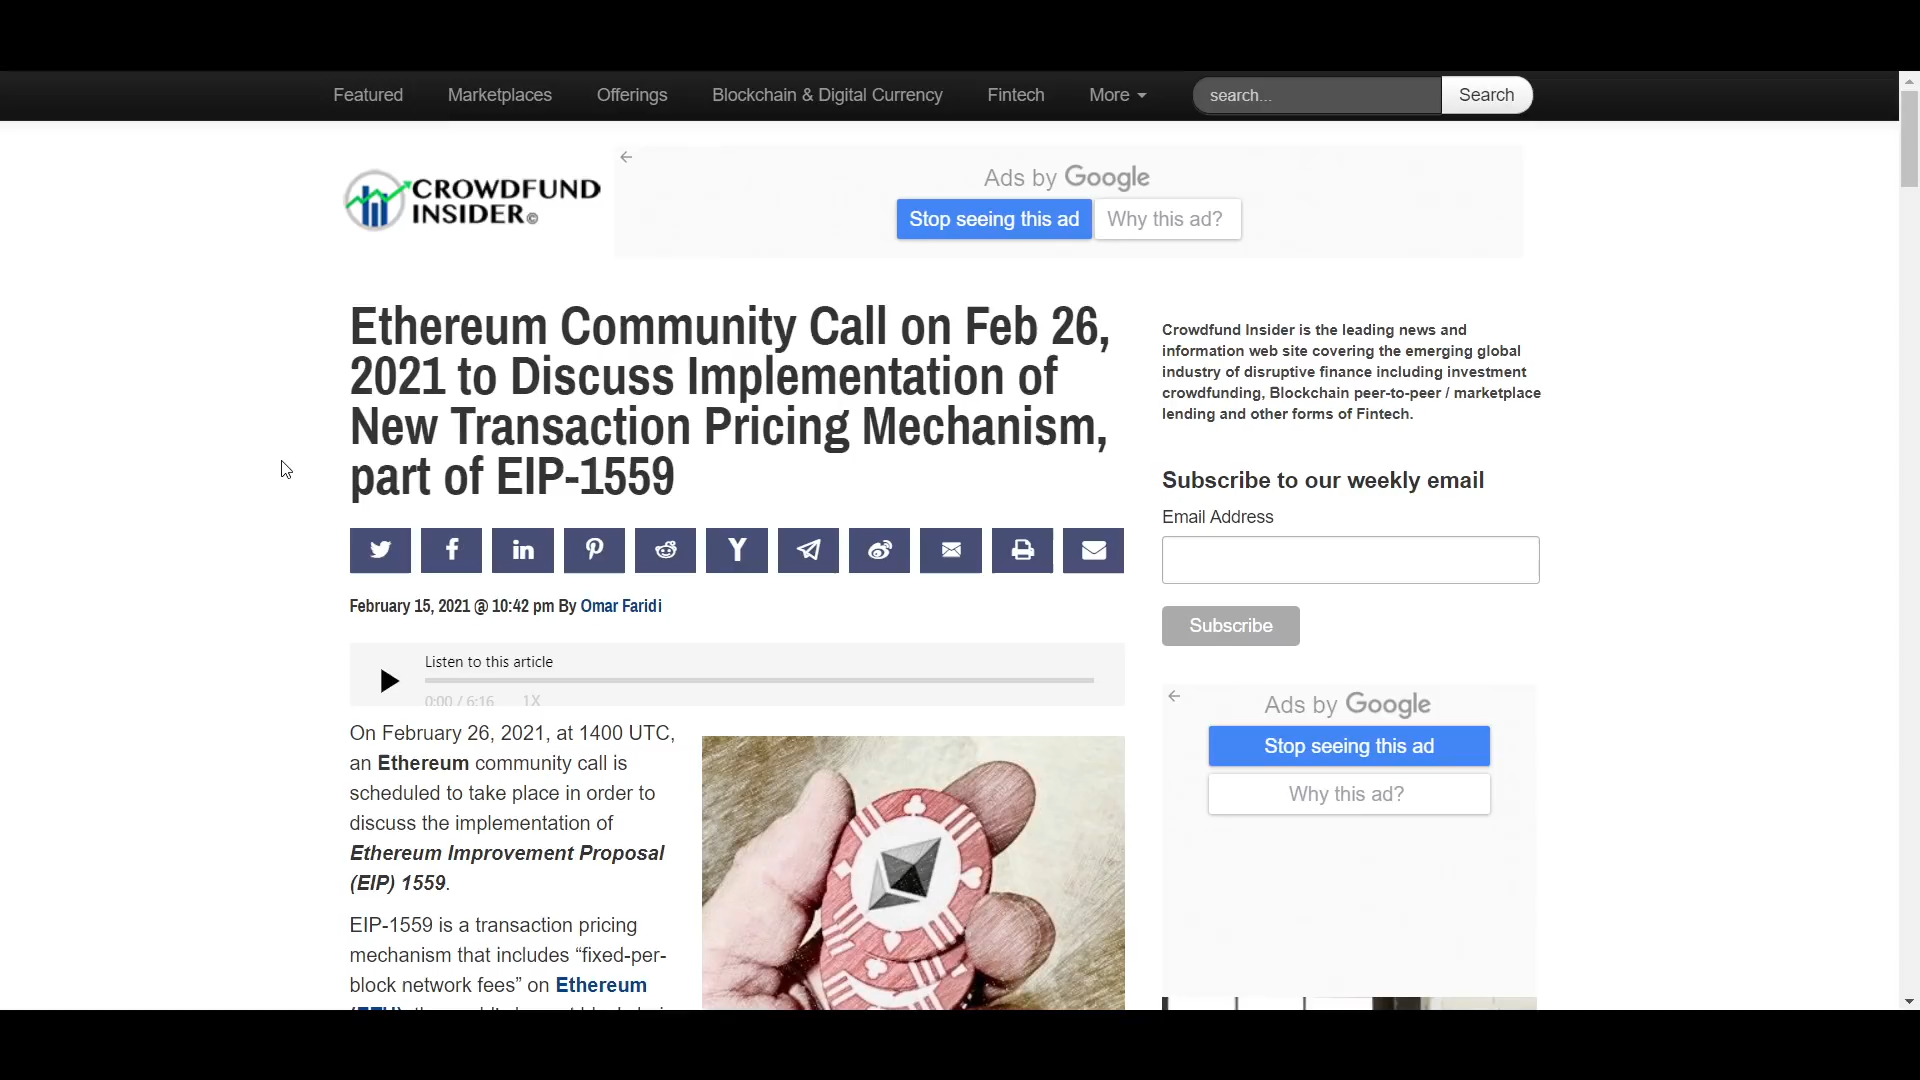 Featured Marketplaces Offerings Blockchain & Digital Currency Fintech More search... Search
CROWDFUND
INSIDER©
Ads by Google
Stop seeing this ad Why this ad?
Ethereum Community Call on Feb 26,
2021 to Discuss Implementation of
New Transaction Pricing Mechanism,
part of EIP-1559
February 15, 2021 @ 10:42 pm By Omar Faridi
Listen to this article
0:00 / 6:16 1X
On February 26, 2021, at 1400 UTC,
an Ethereum community call is
scheduled to take place in order to
discuss the implementation of
Ethereum Improvement Proposal
(EIP) 1559.
EIP-1559 is a transaction pricing
mechanism that includes “fixed-per-
block network fees” on Ethereum
Crowdfund Insider is the leading news and
information web site covering the emerging global
industry of disruptive finance including investment
crowdfunding, Blockchain peer-to-peer / marketplace
lending and other forms of Fintech.
Subscribe to our weekly email
Email Address
Subscribe
Ads by Google
Stop seeing this ad
Why this ad?